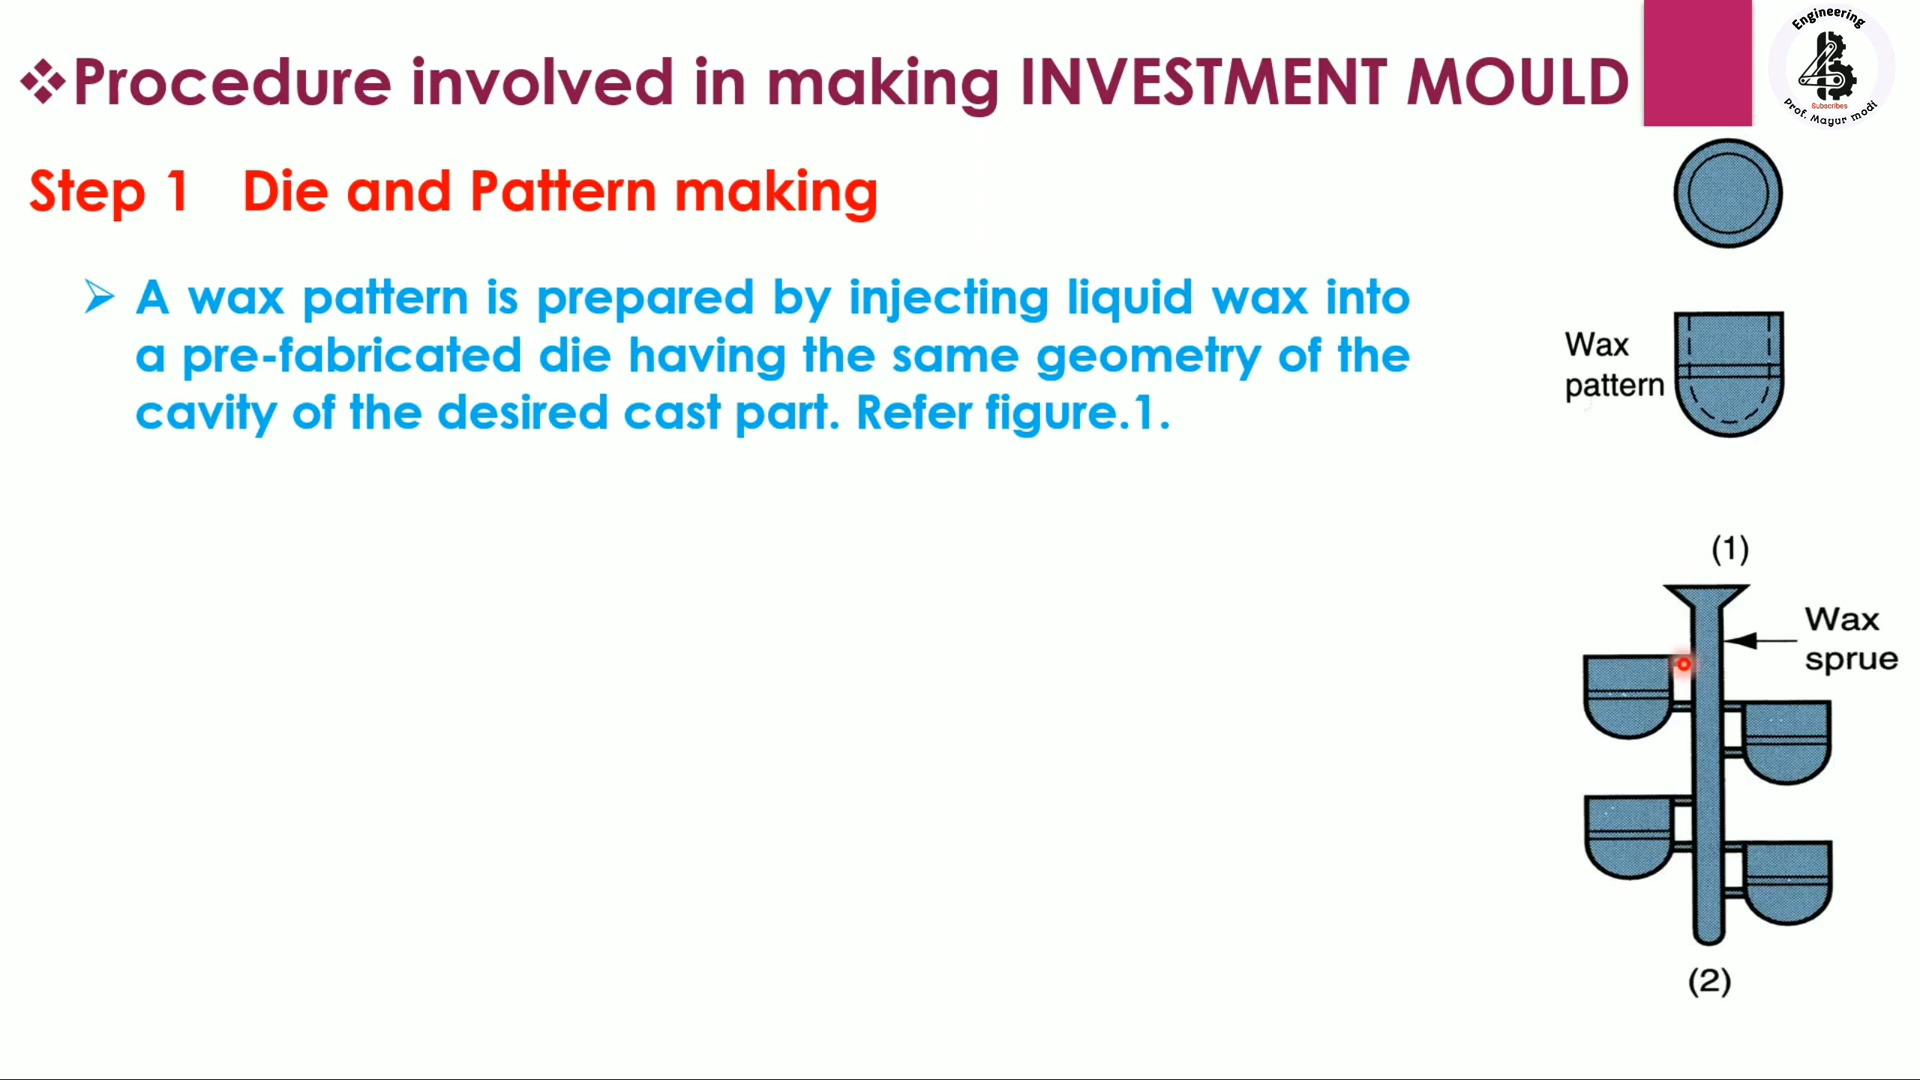 ❖Procedure involved in making INVESTMENT MOULD
Engineering
4
Subscribes
Prof. Mayur modi
Step 1 Die and Pattern making
➢ A wax pattern is prepared by injecting liquid wax into
a pre-fabricated die having the same geometry of the
cavity of the desired cast part. Refer figure.1.
Wax
pattern
(1)
Wax
sprue
(2)